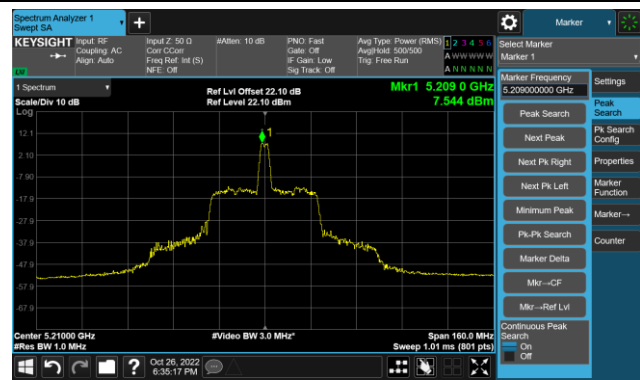 Spectrum Analyzer 1
Swept SA
Marker
KEYSIGHT
Input: RF
Coupling: AC
Align: Auto
Input Z: 50 Ω
Corr CCorr
Freq Ref: Int (S)
NFE: Off
#Atten: 10 dB
PNO: Fast
Gate: Off
IF Gain: Low
Sig Track: Off
Avg Type: Power (RMS)
Avg|Hold: 500/500
Trig: Free Run
1 2 3 4 5 6
A W W W W W
A N N N N N
Select Marker
Marker 1
1 Spectrum
Scale/Div 10 dB
Log
Ref Lvl Offset 22.10 dB
Ref Level 22.10 dBm
Mkr1 5.209 0 GHz
7.544 dBm
1
12.1
2.10
-7.90
-17.9
-27.9
-37.9
-47.9
-57.9
-67.9
Center 5.21000 GHz
#Res BW 1.0 MHz
#Video BW 3.0 MHz*
Span 160.0 MHz
Sweep 1.01 ms (801 pts)
Marker Frequency
5.209000000 GHz
Peak Search
Next Peak
Next Pk Right
Next Pk Left
Minimum Peak
Pk-Pk Search
Marker Delta
Mkr→CF
Mkr→Ref Lvl
Continuous Peak
Search
On
Off
Settings
Peak
Search
Pk Search
Config
Properties
Marker
Function
Marker→
Counter
?
Oct 26, 2022
6:35:17 PM